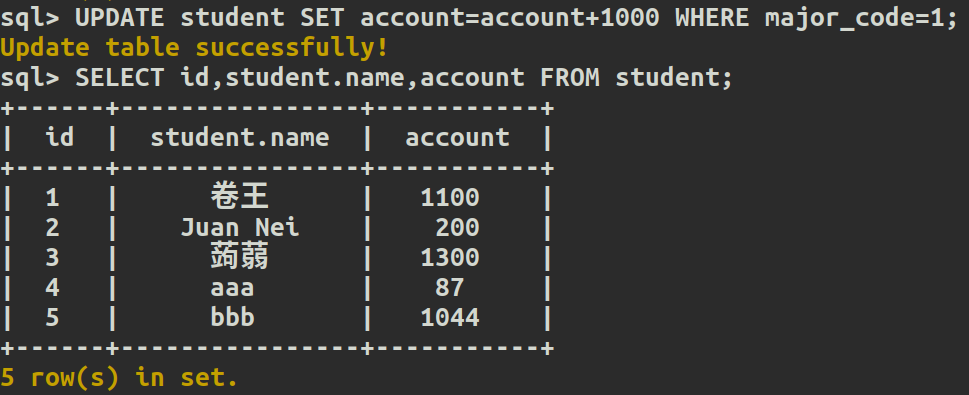 sql> UPDATE student SET account=account+1000 WHERE major_code=1;
Update table successfully!
sql> SELECT id,student.name,account FROM student;
+------+----------------+-----------+
|  id  |  student.name  |  account  |
+------+----------------+-----------+
|  1   |      卷王      |   1100    |
|  2   |    Juan Nei    |    200    |
|  3   |      蒟蒻      |   1300    |
|  4   |      aaa       |    87     |
|  5   |      bbb       |   1044    |
+------+----------------+-----------+
5 row(s) in set.